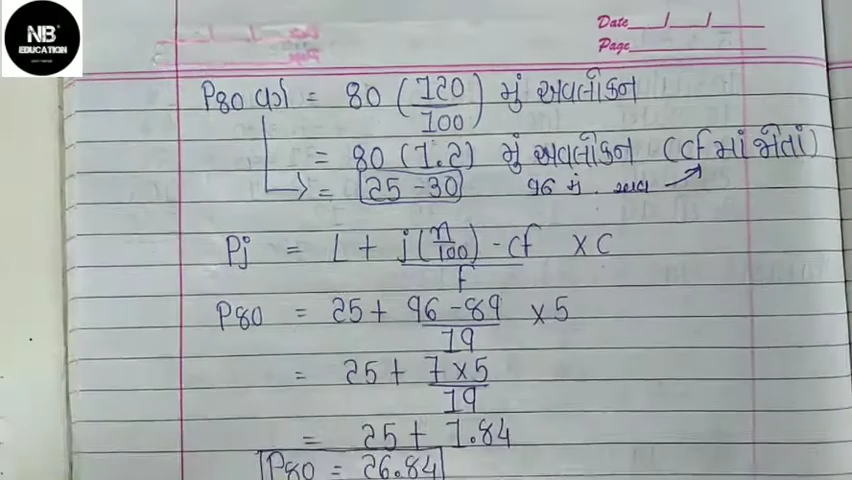 NB
EDUCATION
Date / /
Page
P80 વર્ગ = 80 (120/100) મું અવલોકન
= 80 (1.2) મું અવલોકન (cf માં જોતાં)
= 25 - 30 96 મું
Pj = L + j(n/100) - cf / f × C
P80 = 25 + 96 - 89 / 19 × 5
= 25 + 7 × 5 / 19
= 25 + 1.84
P80 = 26.84